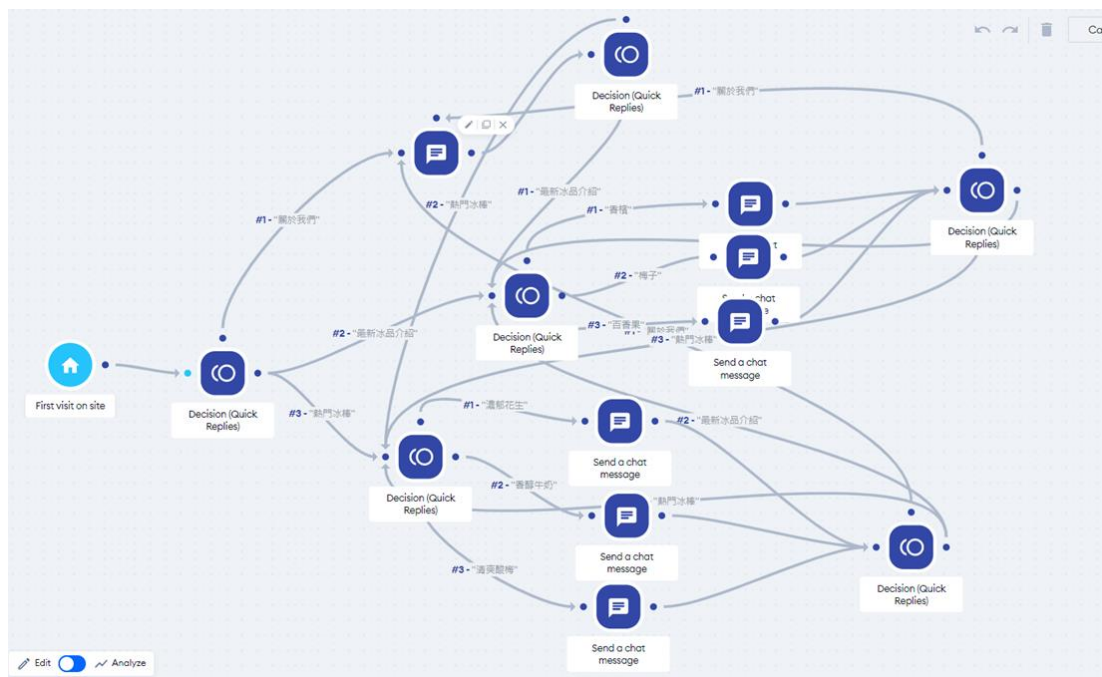 Ca
Decision (Quick
Replies)
#1 - "關於我們"
#1 - "最新冰品介紹"
#2 - "熱門冰棒"
#1 - "香檳"
#1 - "關於我們"
t
Decision (Quick
Replies)
#2 - "梅子"
chat
#3 - "百香果"
#2 - "最新冰品介紹"
Decision (Quick
Replies)
"關於我們"
#3 - "熱門冰棒"
Send a chat
message
First visit on site
Decision (Quick
Replies)
#3 - "熱門冰棒"
#1 - "濃郁花生"
#2 - "最新冰品介紹"
Send a chat
message
#2 - "香醇牛奶"
Decision (Quick
Replies)
"熱門冰棒"
Send a chat
message
#3 - "清爽酸梅"
Decision (Quick
Replies)
Send a chat
message
Edit
Analyze